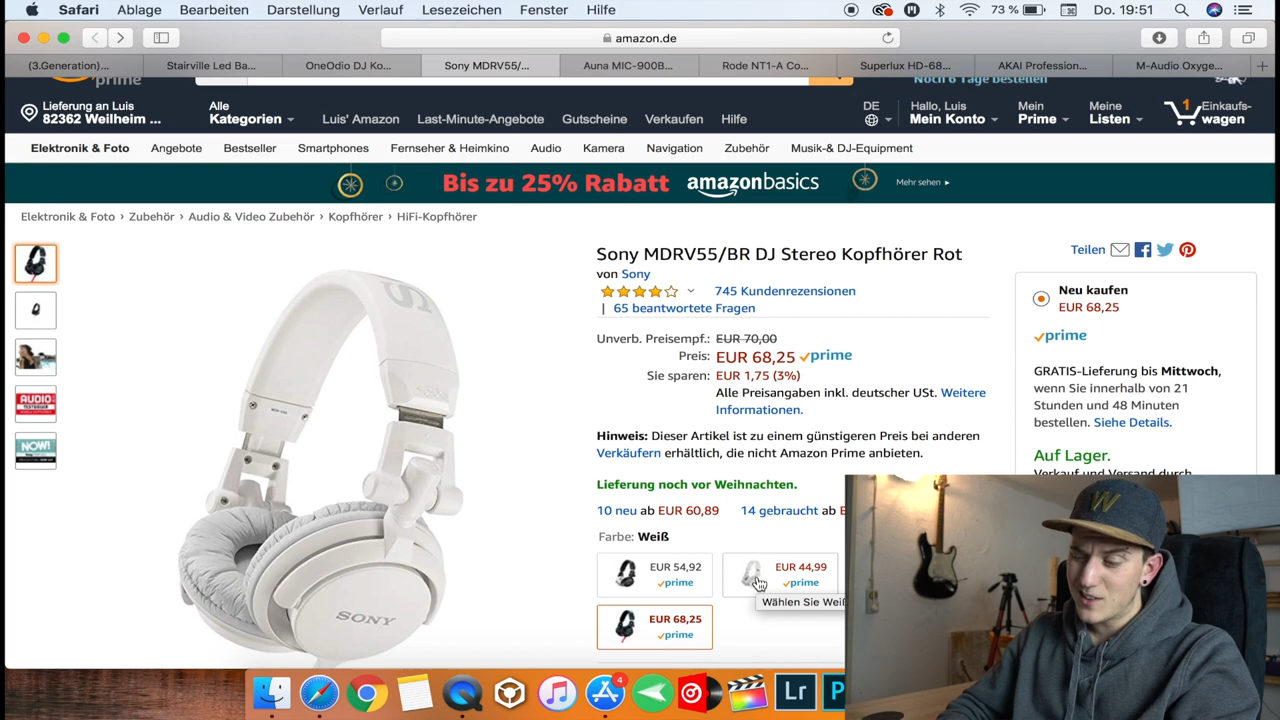 Safari Ablage Bearbeiten Darstellung Verlauf Lesezeichen Fenster Hilfe 73 % Do. 19:51
amazon.de
(3.Generation)... Stairville Led Ba... OneOdio DJ Ko... Sony MDRV55/... Auna MIC-900B... Rode NT1-A Co... Superlux HD-68... AKAI Profession... M-Audio Oxyge...
prime Noch 6 Tage bestellen
Lieferung an Luis
82362 Weilheim ...
Alle
Kategorien
Luis' Amazon Last-Minute-Angebote Gutscheine Verkaufen Hilfe
DE
Hallo, Luis
Mein Konto
Mein
Prime
Meine
Listen
1
Einkaufs-
wagen
Elektronik & Foto Angebote Bestseller Smartphones Fernseher & Heimkino Audio Kamera Navigation Zubehör Musik-& DJ-Equipment
Bis zu 25% Rabatt amazonbasics Mehr sehen ▸
Elektronik & Foto › Zubehör › Audio & Video Zubehör › Kopfhörer › HiFi-Kopfhörer
AUDIO
NOW!
SONY
Sony MDRV55/BR DJ Stereo Kopfhörer Rot
von Sony
745 Kundenrezensionen
| 65 beantwortete Fragen
Unverb. Preisempf.: EUR 70,00
Preis: EUR 68,25 prime
Sie sparen: EUR 1,75 (3%)
Alle Preisangaben inkl. deutscher USt. Weitere
Informationen.
Hinweis: Dieser Artikel ist zu einem günstigeren Preis bei anderen
Verkäufern erhältlich, die nicht Amazon Prime anbieten.
Lieferung noch vor Weihnachten.
10 neu ab EUR 60,89 14 gebraucht ab
Farbe: Weiß
EUR 54,92
prime
EUR 44,99
prime
Wählen Sie Weiß
EUR 68,25
prime
Teilen
Neu kaufen
EUR 68,25
prime
GRATIS-Lieferung bis Mittwoch,
wenn Sie innerhalb von 21
Stunden und 48 Minuten
bestellen. Siehe Details.
Auf Lager.
Verkauf und Versand durch
W
4
Lr
P